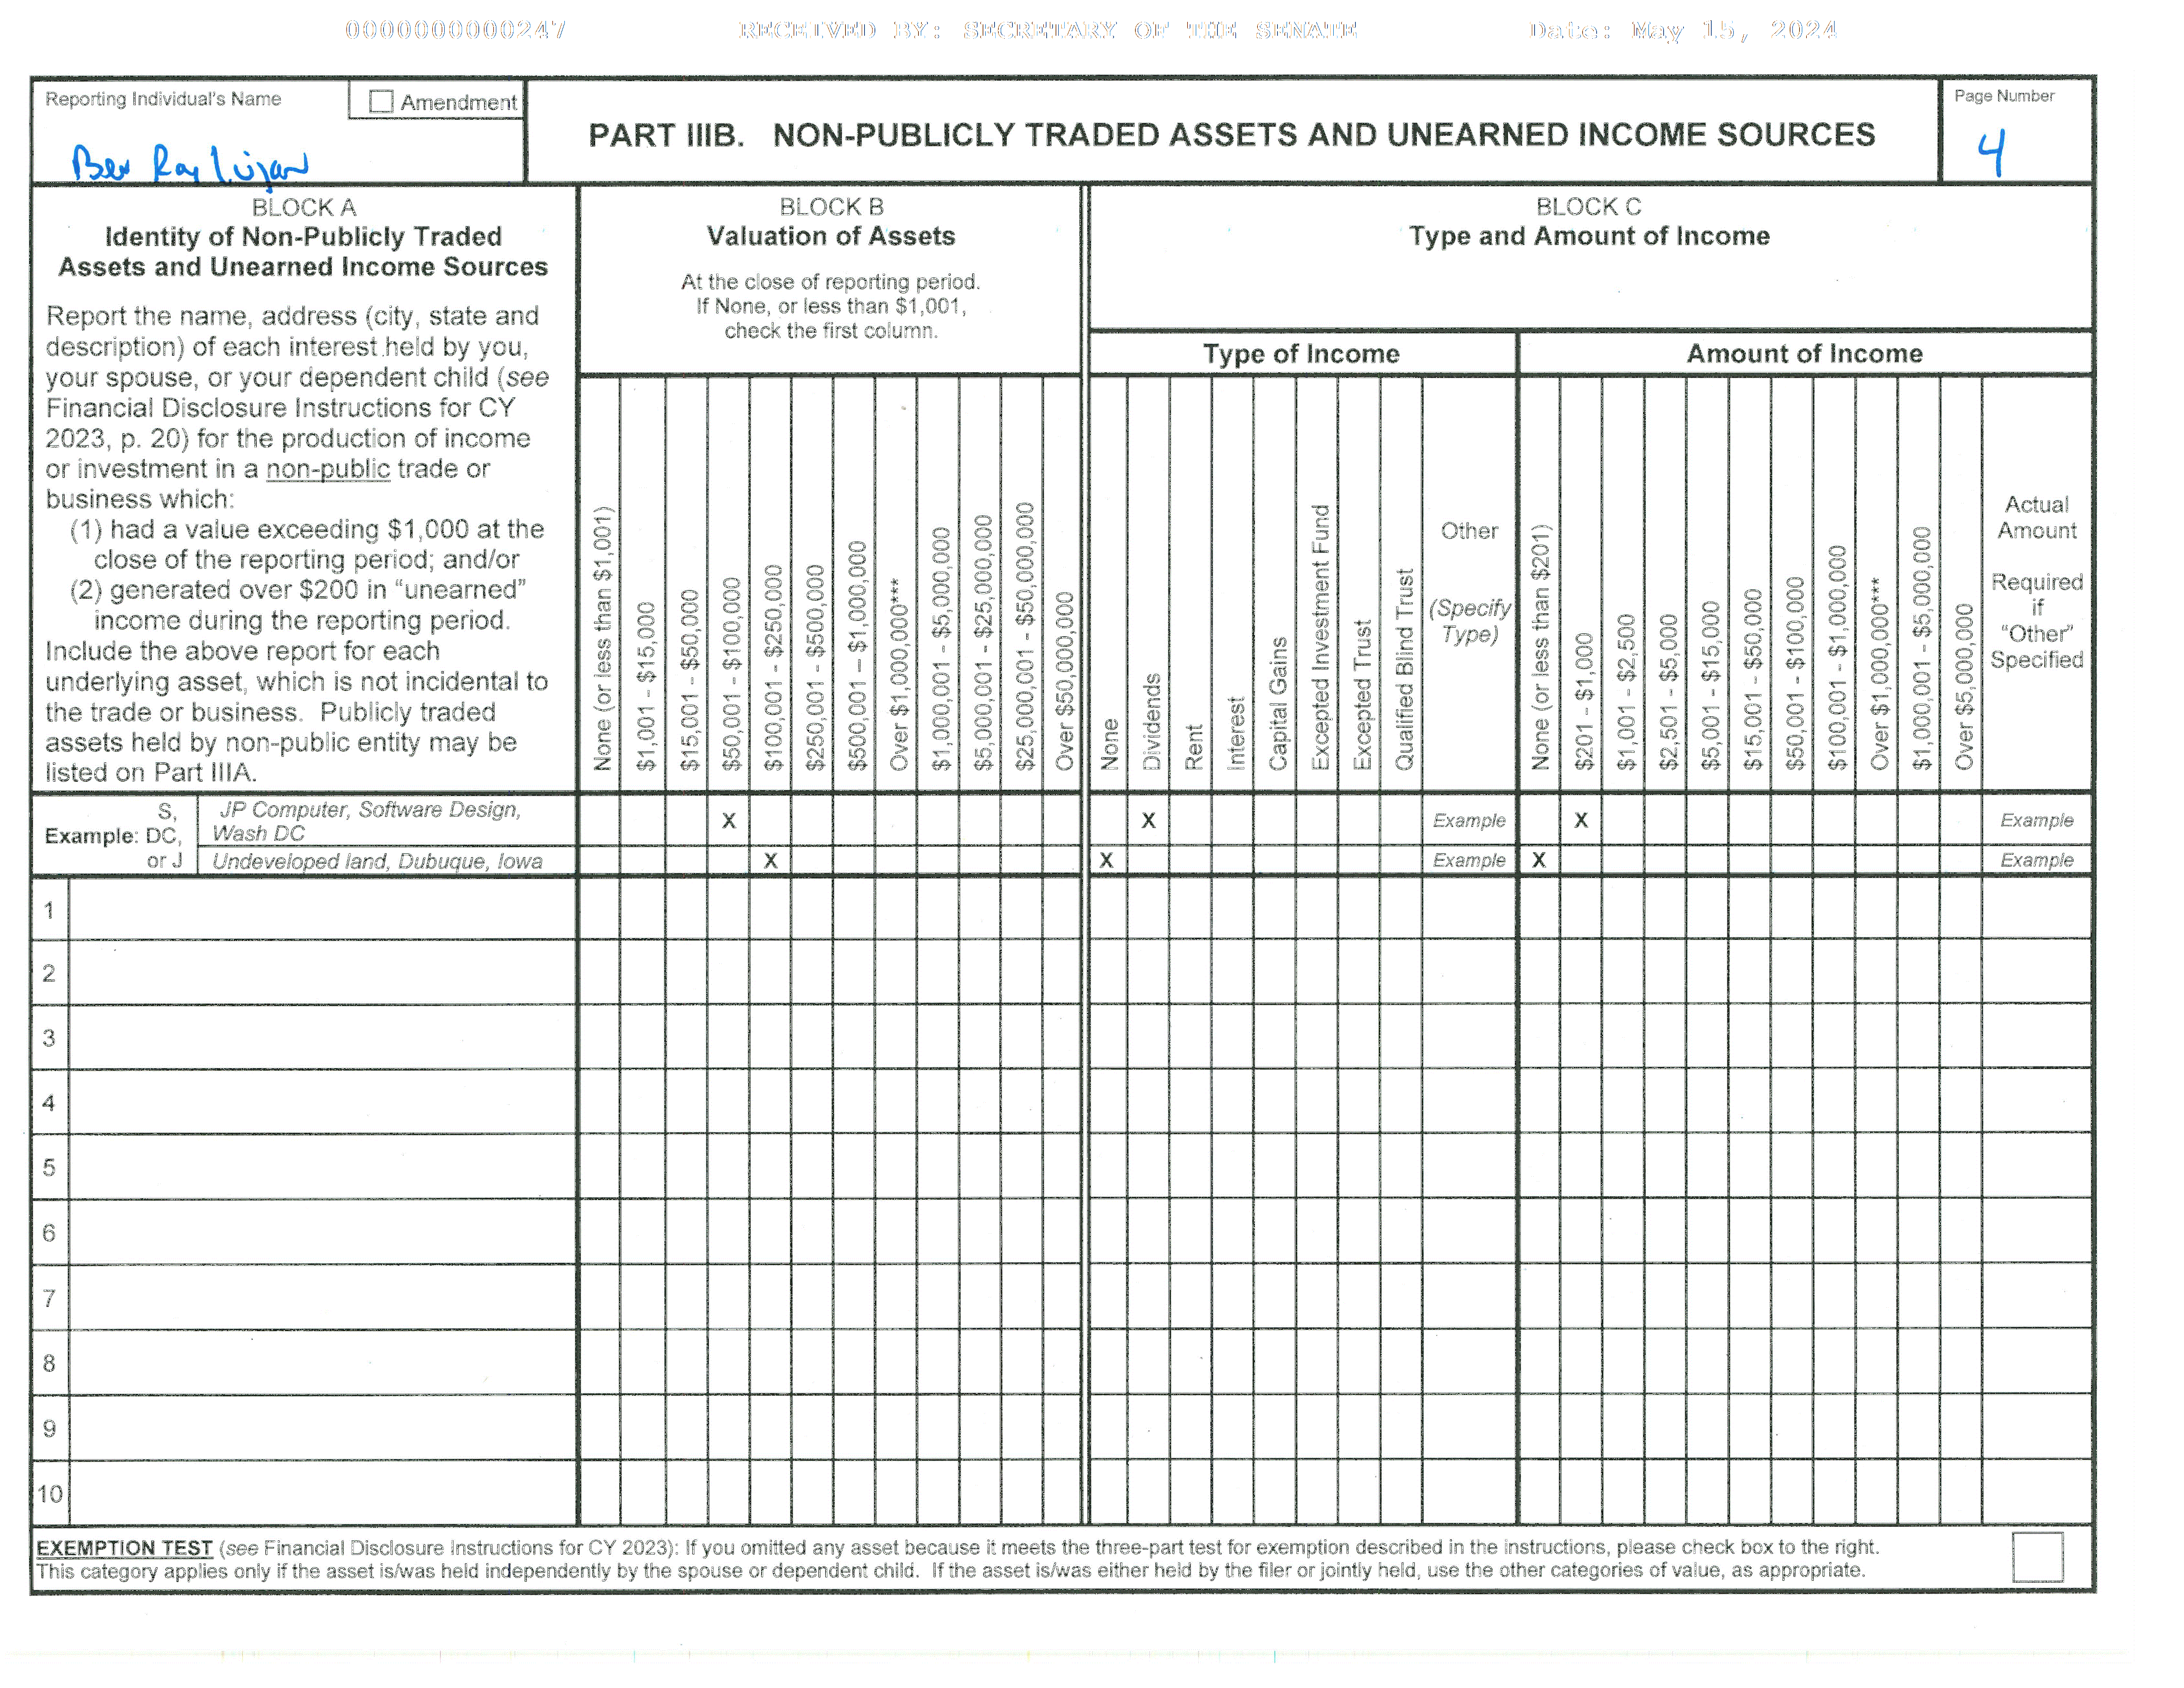 0000000000247 RECEIVED BY: SECRETARY OF THE SENATE Date: May 15, 2024
Reporting Individual's Name
Amendment
Ben Ray Luján
PART IIIB. NON-PUBLICLY TRADED ASSETS AND UNEARNED INCOME SOURCES
Page Number
4
BLOCK A
Identity of Non-Publicly Traded
Assets and Unearned Income Sources
Report the name, address (city, state and
description) of each interest held by you,
your spouse, or your dependent child (see
Financial Disclosure Instructions for CY
2023, p. 20) for the production of income
or investment in a non-public trade or
business which:
(1) had a value exceeding $1,000 at the
close of the reporting period; and/or
(2) generated over $200 in “unearned”
income during the reporting period.
Include the above report for each
underlying asset, which is not incidental to
the trade or business. Publicly traded
assets held by non-public entity may be
listed on Part IIIA.
BLOCK B
Valuation of Assets
At the close of reporting period.
If None, or less than $1,001,
check the first column.
None (or less than $1,001)
$1,001 - $15,000
$15,001 - $50,000
$50,001 - $100,000
$100,001 - $250,000
$250,001 - $500,000
$500,001 – $1,000,000
Over $1,000,000***
$1,000,001 - $5,000,000
$5,000,001 - $25,000,000
$25,000,001 - $50,000,000
Over $50,000,000
BLOCK C
Type and Amount of Income
Type of Income
None
Dividends
Rent
Interest
Capital Gains
Excepted Investment Fund
Excepted Trust
Qualified Blind Trust
Other
(Specify
Type)
Amount of Income
None (or less than $201)
$201 - $1,000
$1,001 - $2,500
$2,501 - $5,000
$5,001 - $15,000
$15,001 - $50,000
$50,001 - $100,000
$100,001 - $1,000,000
Over $1,000,000***
$1,000,001 - $5,000,000
Over $5,000,000
Actual
Amount
Required
if
“Other”
Specified
S,
Example: DC,
or J
JP Computer, Software Design,
Wash DC
X X Example X Example
Undeveloped land, Dubuque, Iowa X X Example X Example
1
2
3
4
5
6
7
8
9
10
EXEMPTION TEST (see Financial Disclosure Instructions for CY 2023): If you omitted any asset because it meets the three-part test for exemption described in the instructions, please check box to the right.
This category applies only if the asset is/was held independently by the spouse or dependent child. If the asset is/was either held by the filer or jointly held, use the other categories of value, as appropriate.